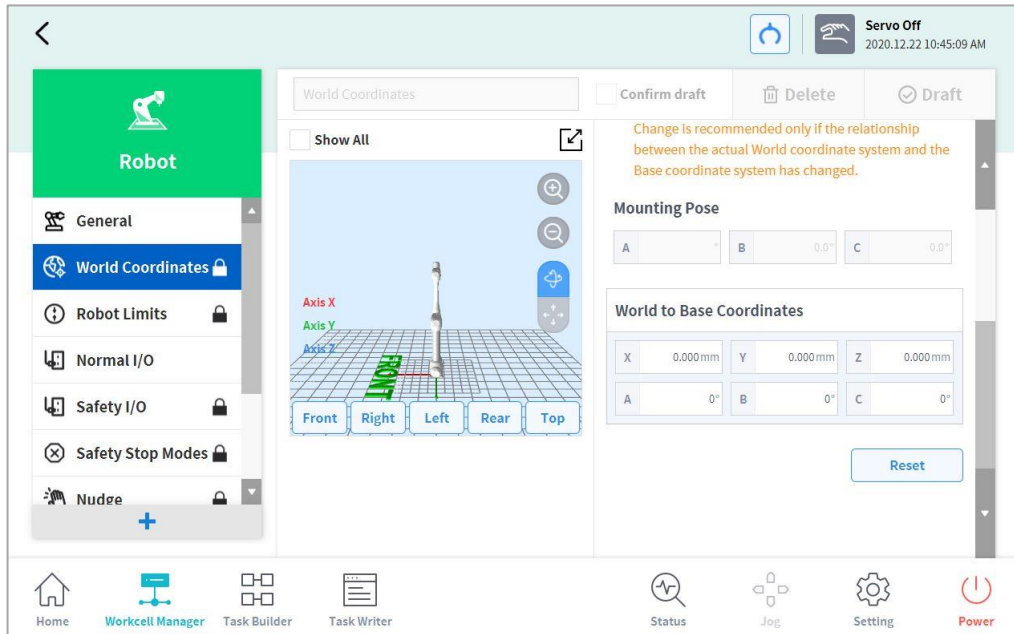 Servo Off
2020.12.22 10:45:09 AM
Robot
General
World Coordinates
Robot Limits
Normal I/O
Safety I/O
Safety Stop Modes
Nudge
+
World Coordinates
Confirm draft
Delete
Draft
Show All
Axis X
Axis Y
Axis Z
FRONT
Front
Right
Left
Rear
Top
Change is recommended only if the relationship
between the actual World coordinate system and the
Base coordinate system has changed.
Mounting Pose
A ° B 0.0° C 0.0°
World to Base Coordinates
X 0.000 mm Y 0.000 mm Z 0.000 mm
A 0° B 0° C 0°
Reset
Home
Workcell Manager
Task Builder
Task Writer
Status
Jog
Setting
Power